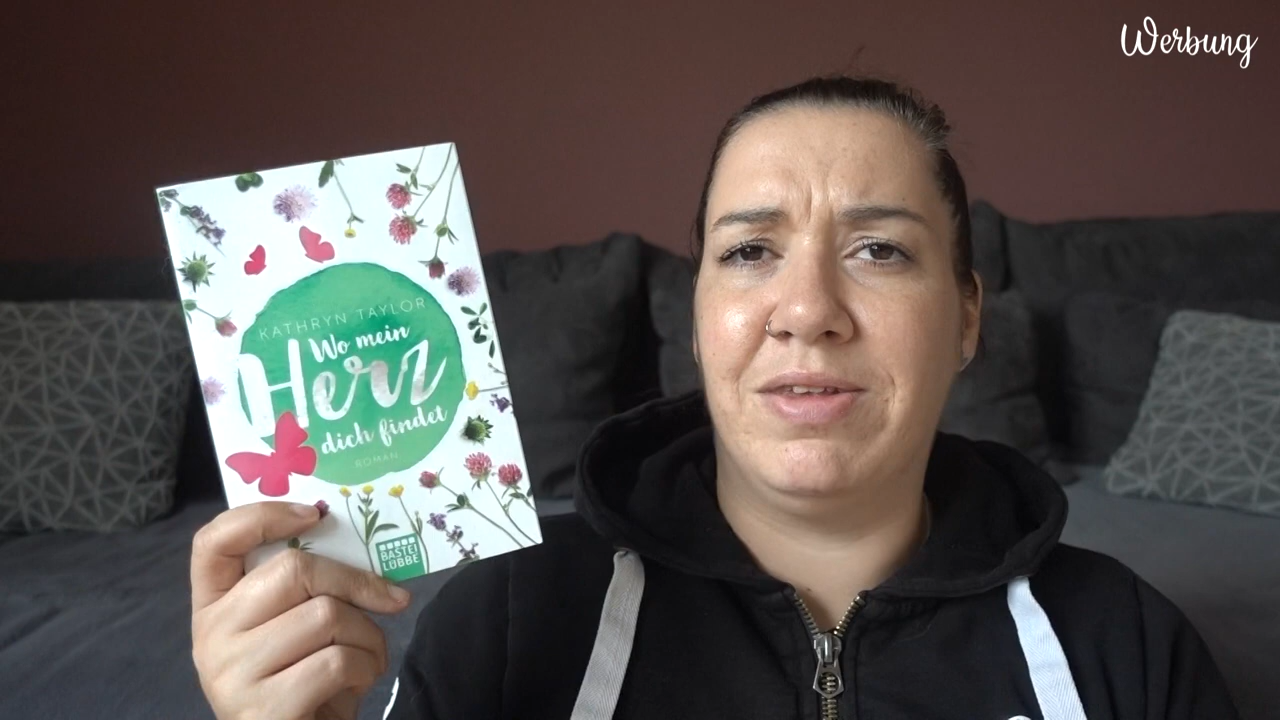 Werbung
KATHRYN TAYLOR
Wo mein
Herz
dich findet
ROMAN
BASTEI
LÜBBE